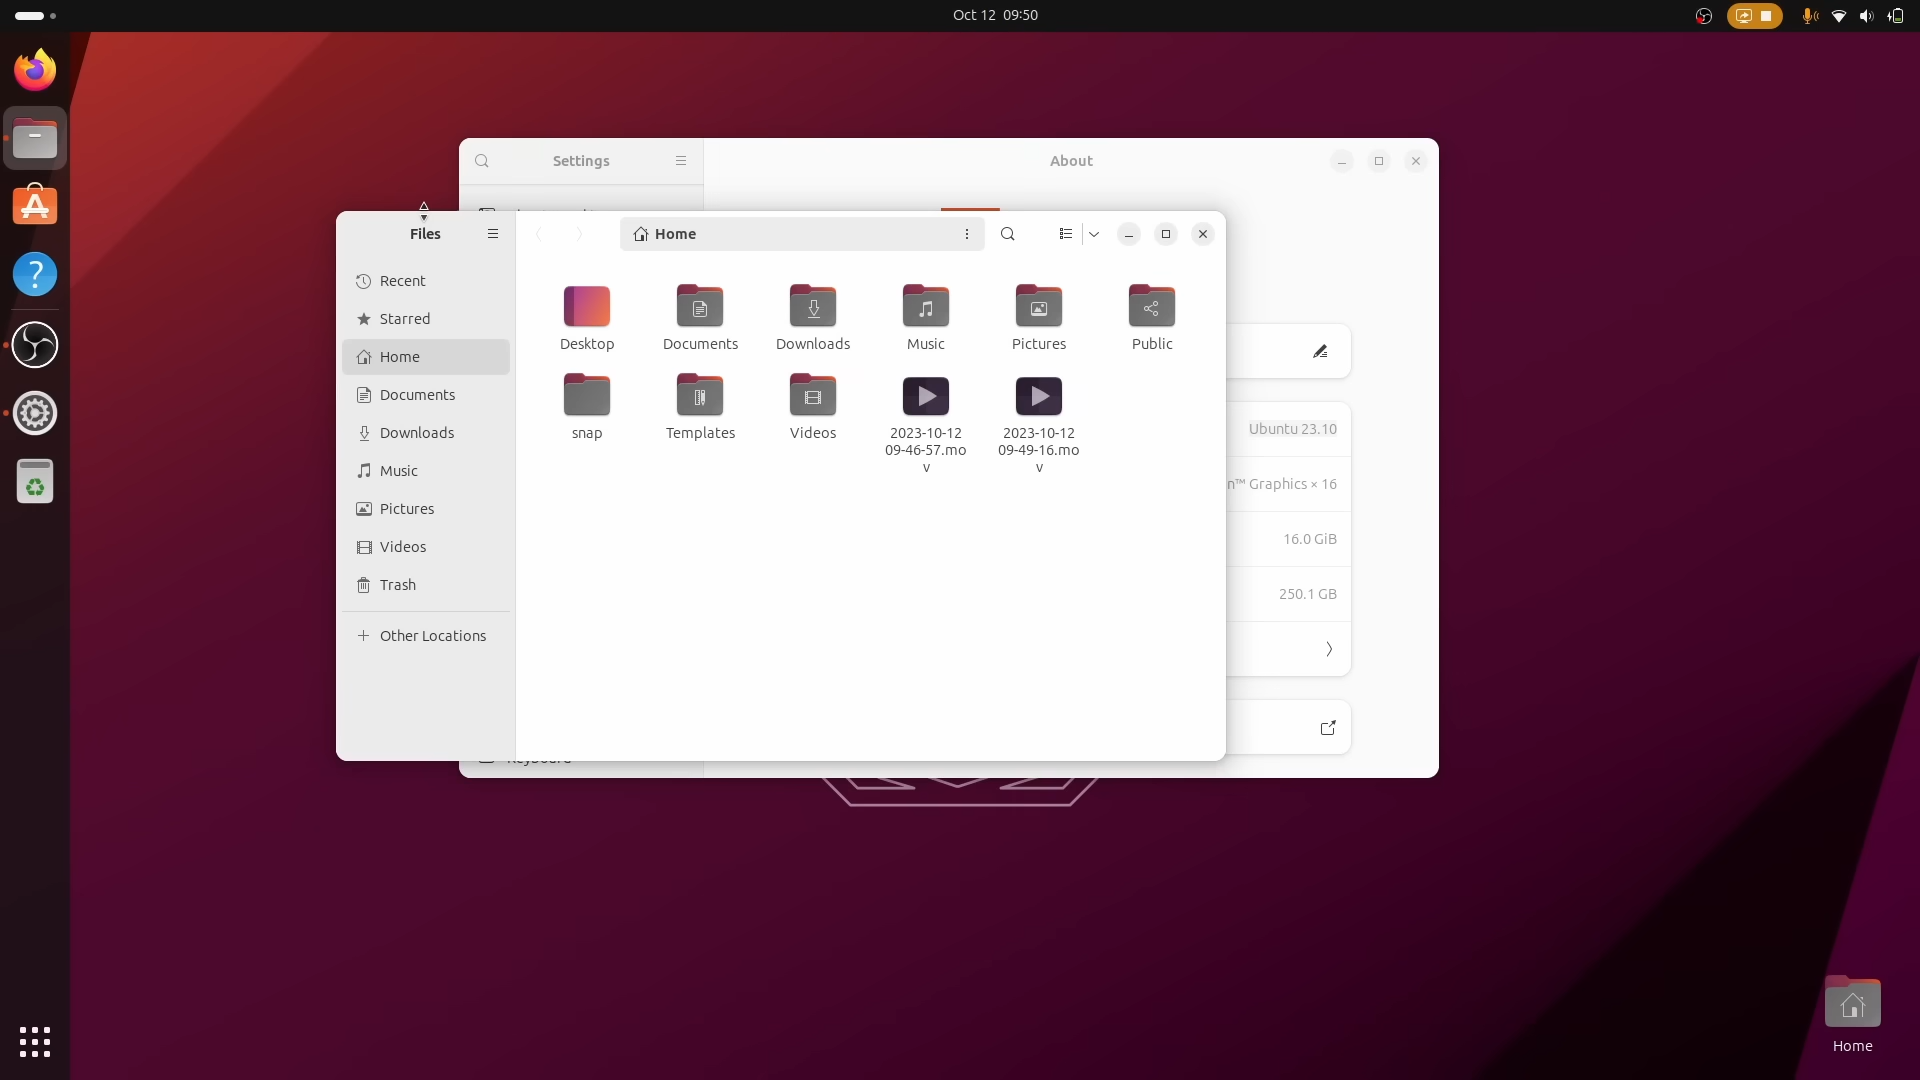 Oct 12 09:50
Settings
About
Files
Home
Recent
Starred
Home
Documents
Downloads
Music
Pictures
Videos
Trash
Other Locations
Desktop
Documents
Downloads
Music
Pictures
Public
snap
Templates
Videos
2023-10-12
09-46-57.mo
v
2023-10-12
09-49-16.mo
v
Ubuntu 23.10
n™ Graphics × 16
16.0 GiB
250.1 GB
Keyboard
Home